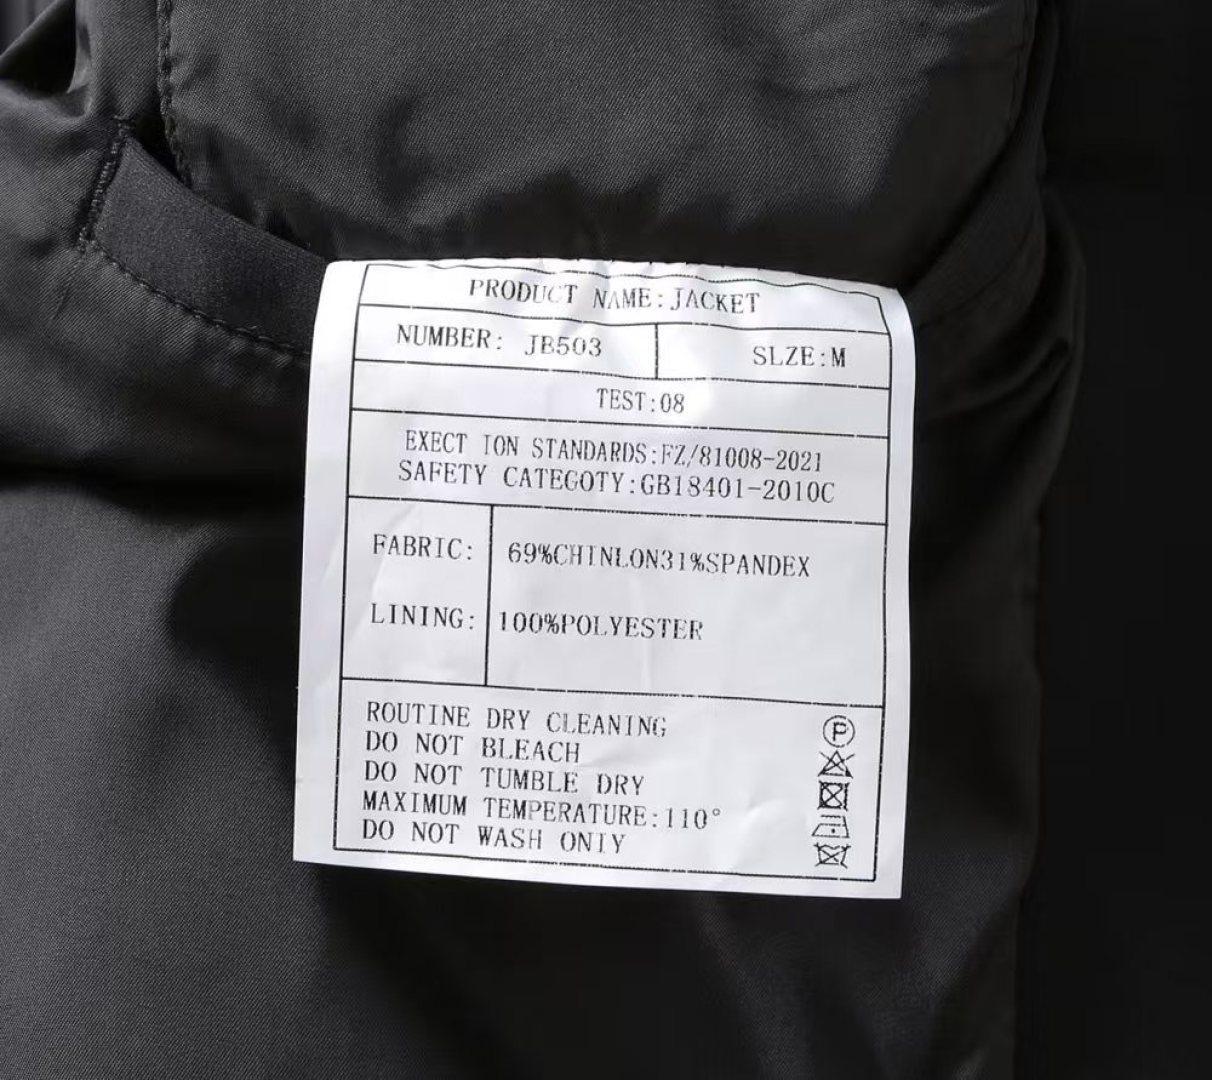 PRODUCT NAME:JACKET
NUMBER: JB503
SLZE:M
TEST:08
EXECT ION STANDARDS:FZ/81008-2021
SAFETY CATEGOTY:GB18401-2010C
FABRIC: 69%CHINLON31%SPANDEX
LINING: 100%POLYESTER
ROUTINE DRY CLEANING
DO NOT BLEACH
DO NOT TUMBLE DRY
MAXIMUM TEMPERATURE:110°
DO NOT WASH ONIY
P